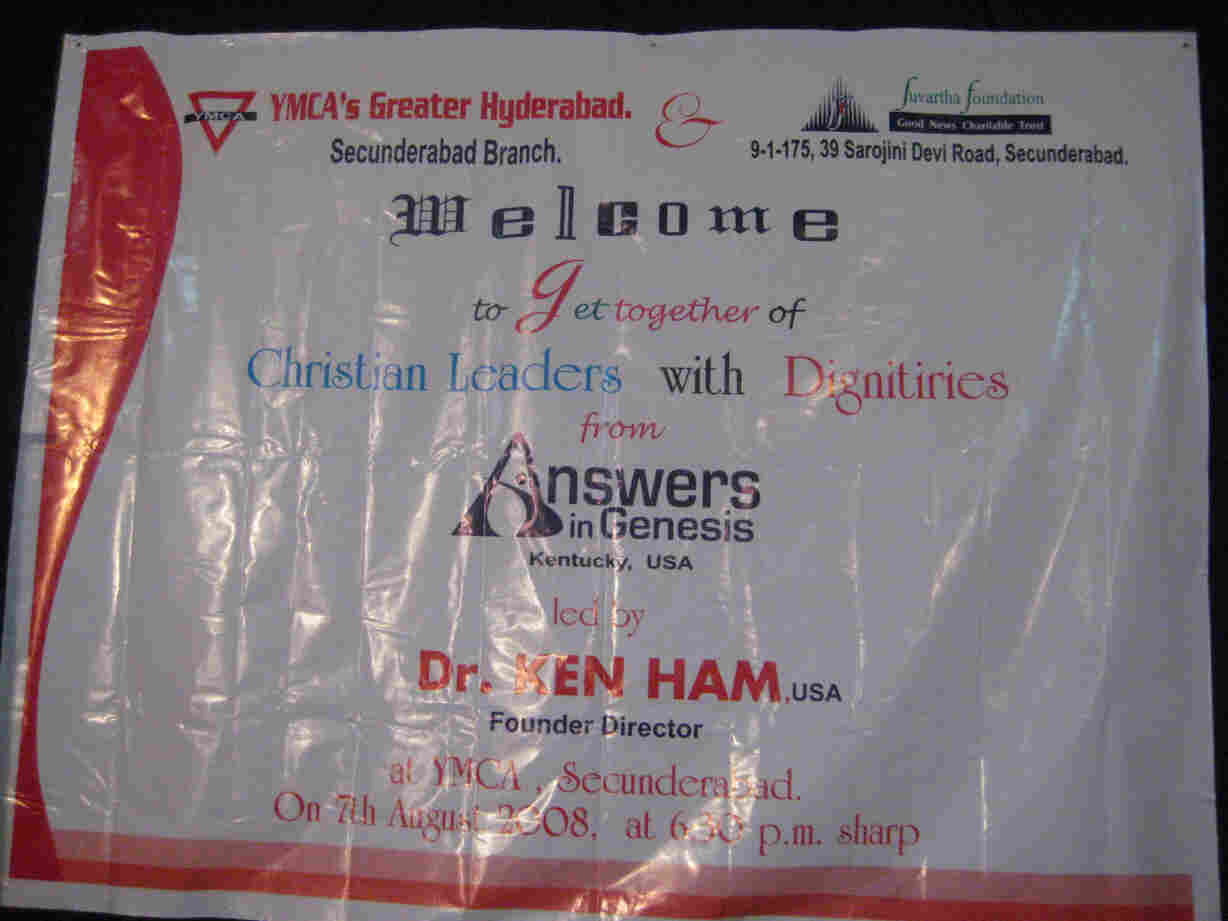 YMCA
YMCA's Greater Hyderabad.
Secunderabad Branch.
&
Suvartha foundation
Good News Charitable Trust
9-1-175, 39 Sarojini Devi Road, Secunderabad.
Welcome
to get together of
Christian Leaders with Dignitiries
from
Answers
in Genesis
Kentucky, USA
led by
Dr. KEN HAM, USA
Founder Director
at YMCA, Secunderabad.
On 7th August 2008, at 6.30 p.m. sharp